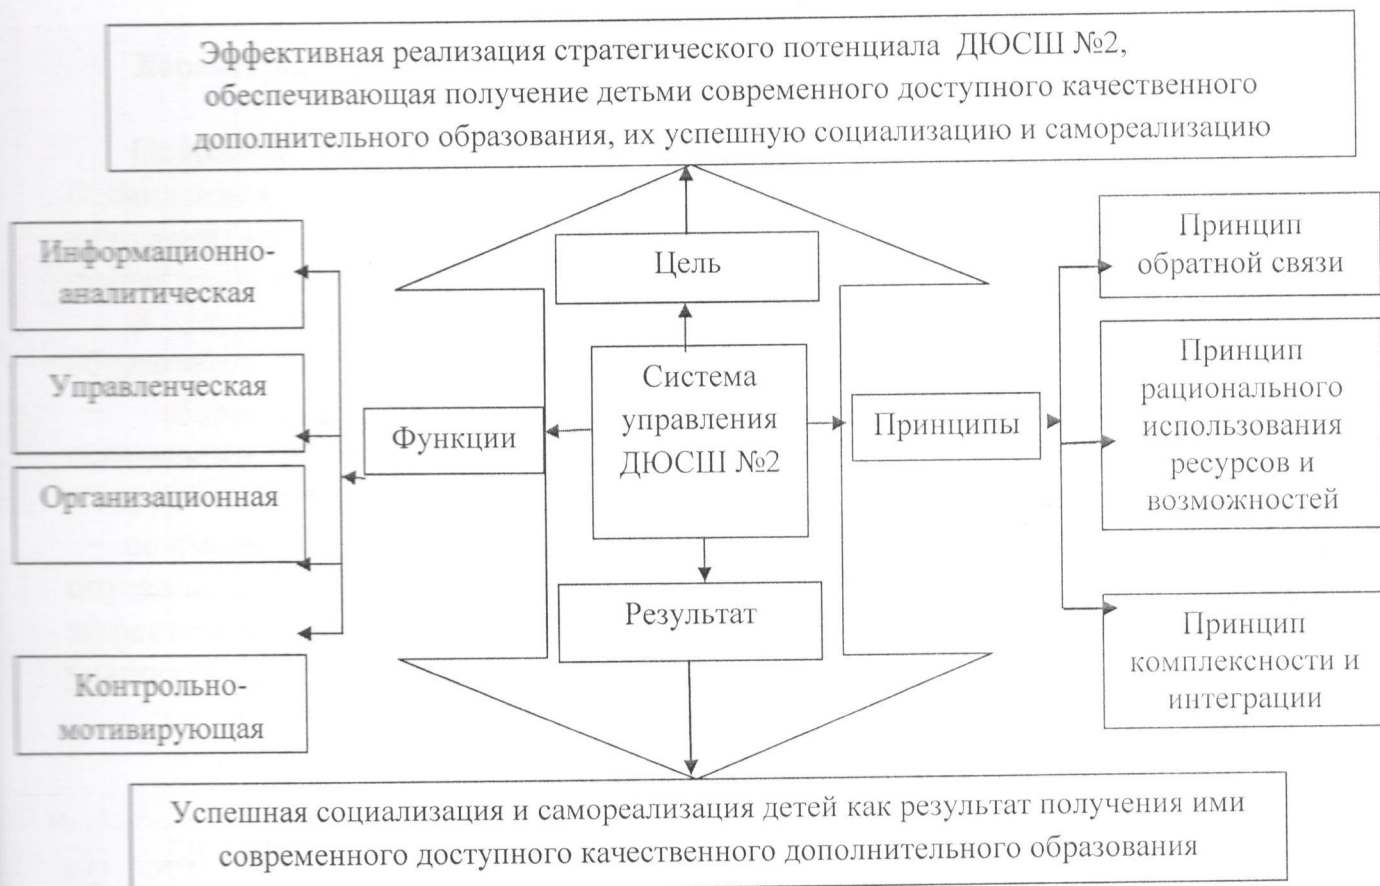 Эффективная реализация стратегического потенциала ДЮСШ №2,
обеспечивающая получение детьми современного доступного качественного
дополнительного образования, их успешную социализацию и самореализацию
Информационно-
аналитическая
Управленческая
Организационная
Контрольно-
мотивирующая
Функции
Цель
Система
управления
ДЮСШ №2
Результат
Принципы
Принцип
обратной связи
Принцип
рационального
использования
ресурсов и
возможностей
Принцип
комплексности и
интеграции
Успешная социализация и самореализация детей как результат получения ими
современного доступного качественного дополнительного образования